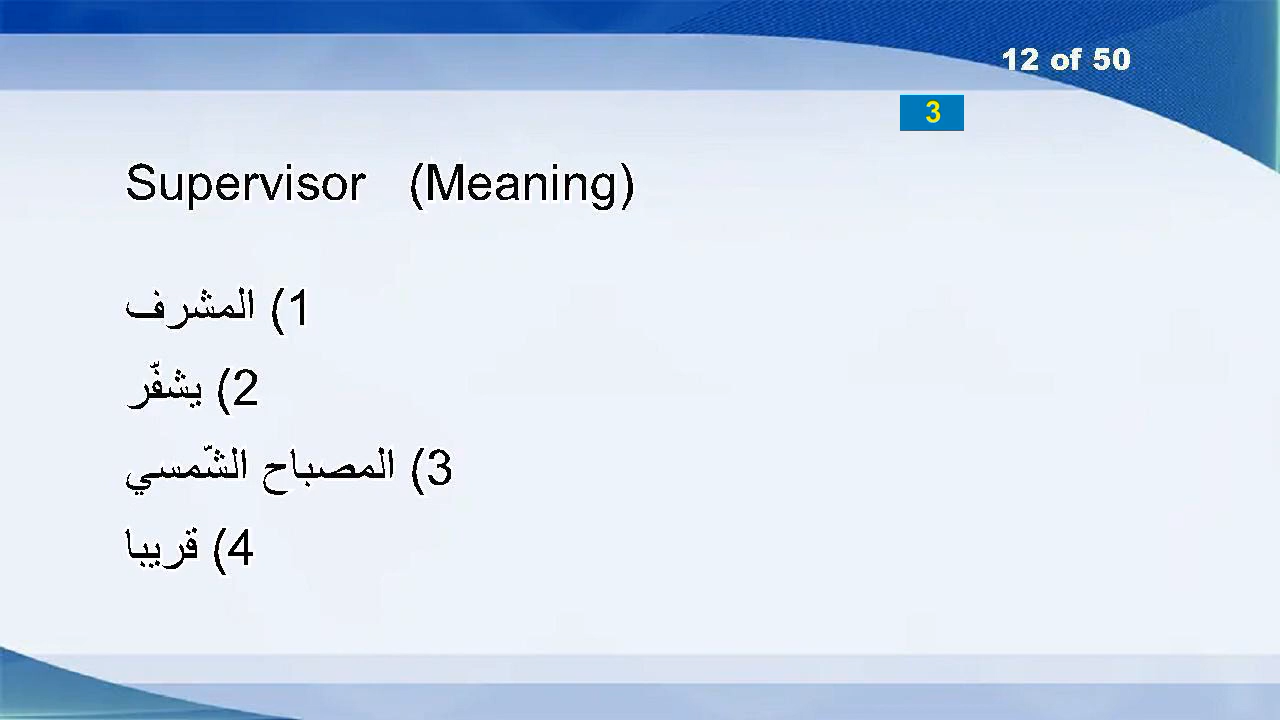 12 of 50
3
Supervisor (Meaning)
1) المشرف
2) يشفّر
3) المصباح الشّمسي
4) قريبا